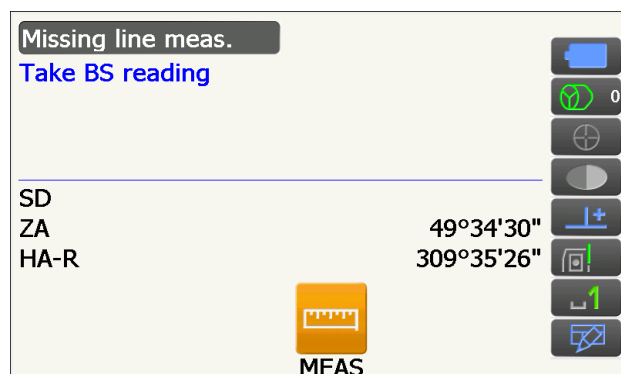 Missing line meas.
Take BS reading
0
SD
ZA 49°34'30"
HA-R 309°35'26"
1
MEAS